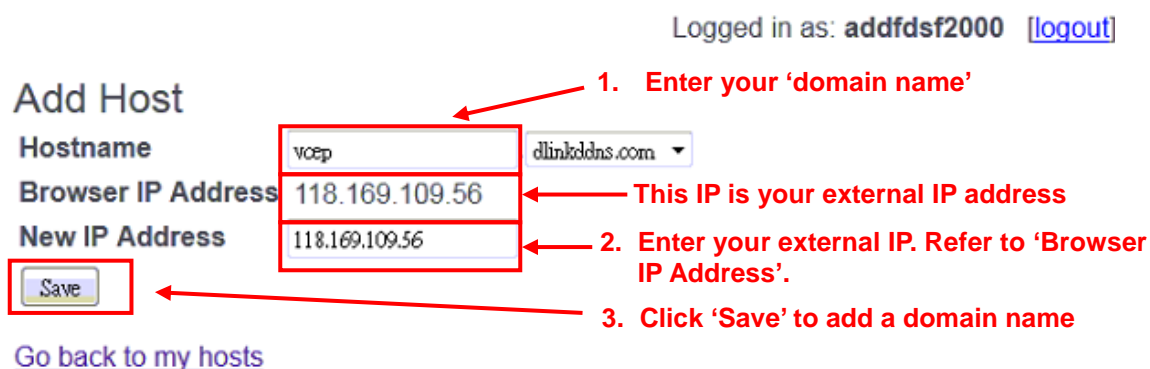 Logged in as: addfdsf2000 [logout]
1. Enter your ‘domain name’
Add Host
Hostname vcep dlinkddns.com
Browser IP Address 118.169.109.56 This IP is your external IP address
New IP Address 118.169.109.56 2. Enter your external IP. Refer to ‘Browser
IP Address’.
Save
3. Click ‘Save’ to add a domain name
Go back to my hosts